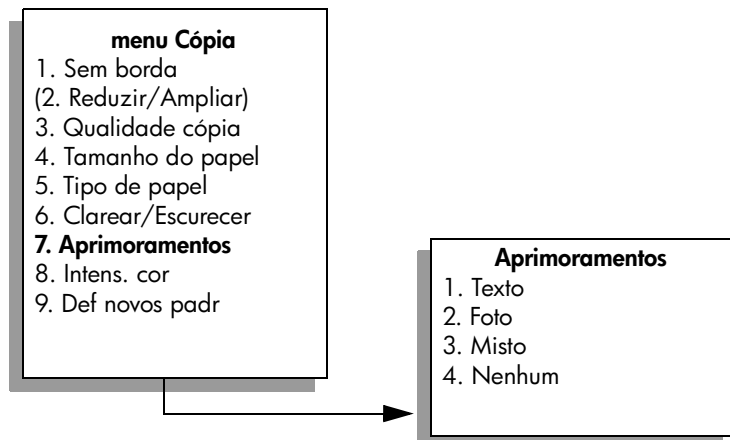 menu Cópia
1. Sem borda
(2. Reduzir/Ampliar)
3. Qualidade cópia
4. Tamanho do papel
5. Tipo de papel
6. Clarear/Escurecer
7. Aprimoramentos
8. Intens. cor
9. Def novos padr
Aprimoramentos
1. Texto
2. Foto
3. Misto
4. Nenhum